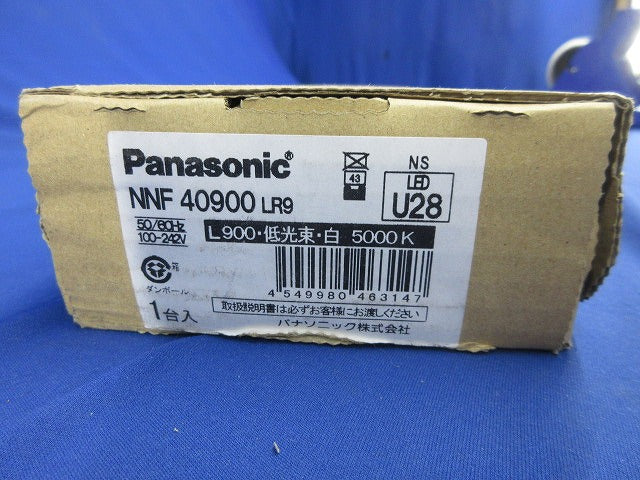 Panasonic®
NNF 40900 LR9
50/60Hz
100-242V
L900・低光束・白 5000K
43
NS
LED
U28
4 549980 463147
ダンボール
1台入
取扱説明書は必ずお客様にお渡しください
パナソニック株式会社